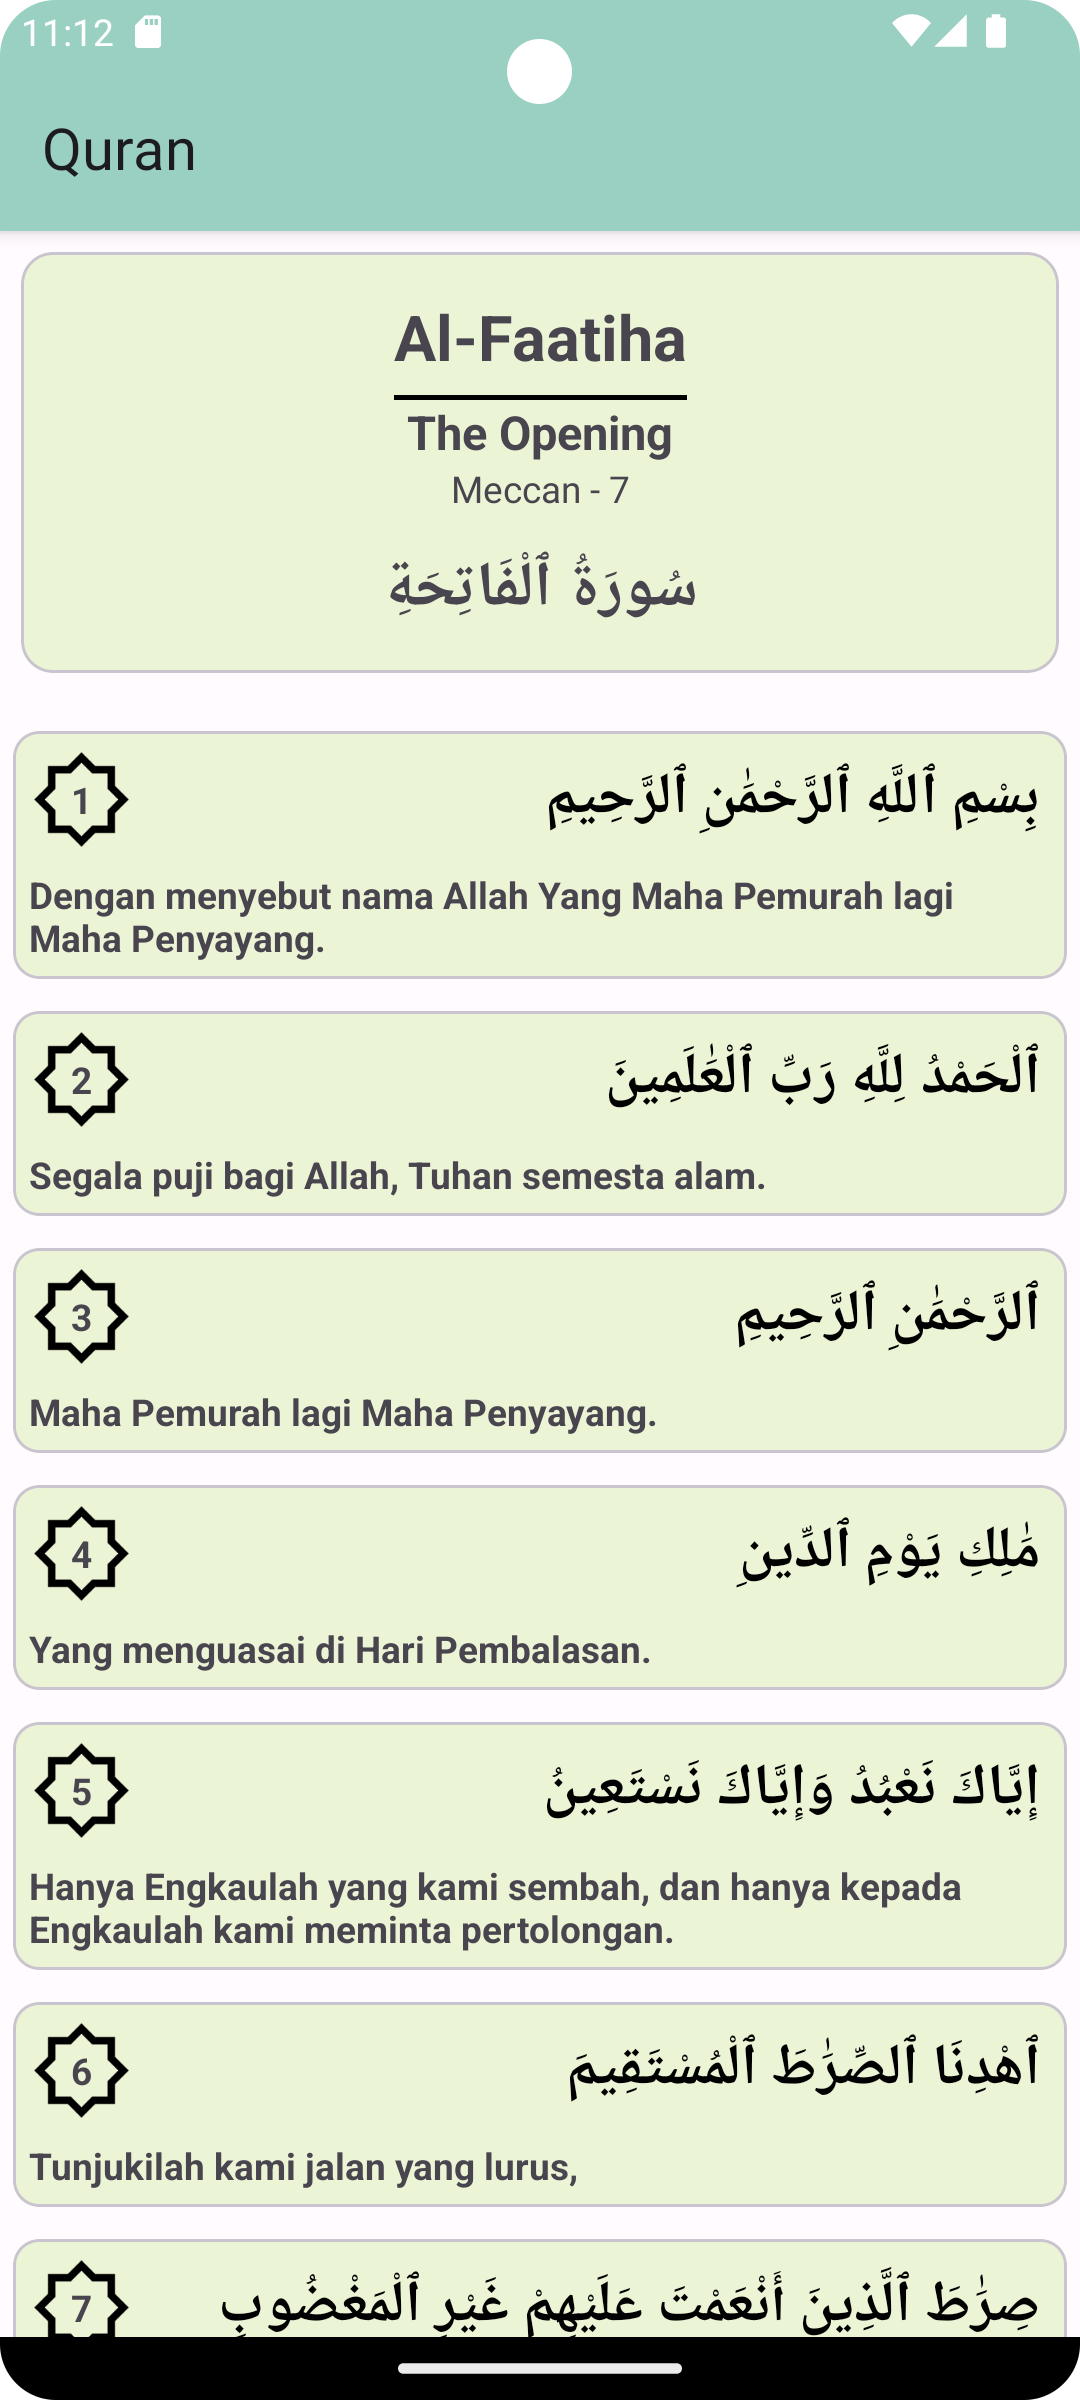 11:12
Quran
Al-Faatiha
The Opening
Meccan - 7
سُورَةُ ٱلْفَاتِحَةِ
1
بِسْمِ ٱللَّهِ ٱلرَّحْمَٰنِ ٱلرَّحِيمِ
Dengan menyebut nama Allah Yang Maha Pemurah lagi
Maha Penyayang.
2
ٱلْحَمْدُ لِلَّهِ رَبِّ ٱلْعَٰلَمِينَ
Segala puji bagi Allah, Tuhan semesta alam.
3
ٱلرَّحْمَٰنِ ٱلرَّحِيمِ
Maha Pemurah lagi Maha Penyayang.
4
مَٰلِكِ يَوْمِ ٱلدِّينِ
Yang menguasai di Hari Pembalasan.
5
إِيَّاكَ نَعْبُدُ وَإِيَّاكَ نَسْتَعِينُ
Hanya Engkaulah yang kami sembah, dan hanya kepada
Engkaulah kami meminta pertolongan.
6
ٱهْدِنَا ٱلصِّرَٰطَ ٱلْمُسْتَقِيمَ
Tunjukilah kami jalan yang lurus,
7
صِرَٰطَ ٱلَّذِينَ أَنْعَمْتَ عَلَيْهِمْ غَيْرِ ٱلْمَغْضُوبِ